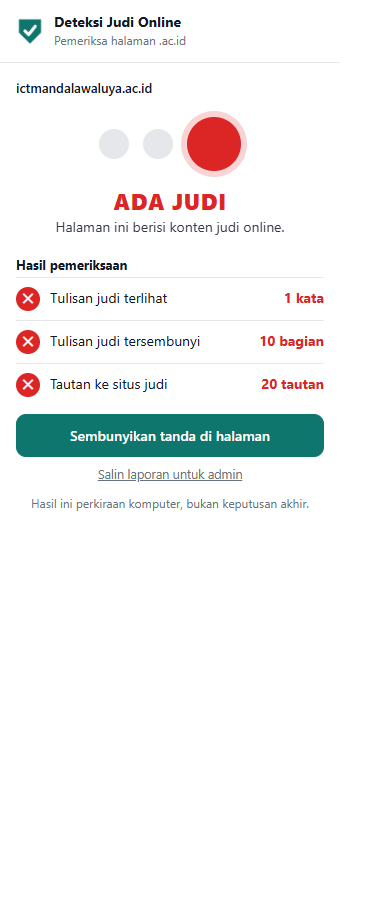 Deteksi Judi Online
Pemeriksa halaman .ac.id
ictmandalawaluya.ac.id
ADA JUDI
Halaman ini berisi konten judi online.
Hasil pemeriksaan
Tulisan judi terlihat 1 kata
Tulisan judi tersembunyi 10 bagian
Tautan ke situs judi 20 tautan
Sembunyikan tanda di halaman
Salin laporan untuk admin
Hasil ini perkiraan komputer, bukan keputusan akhir.